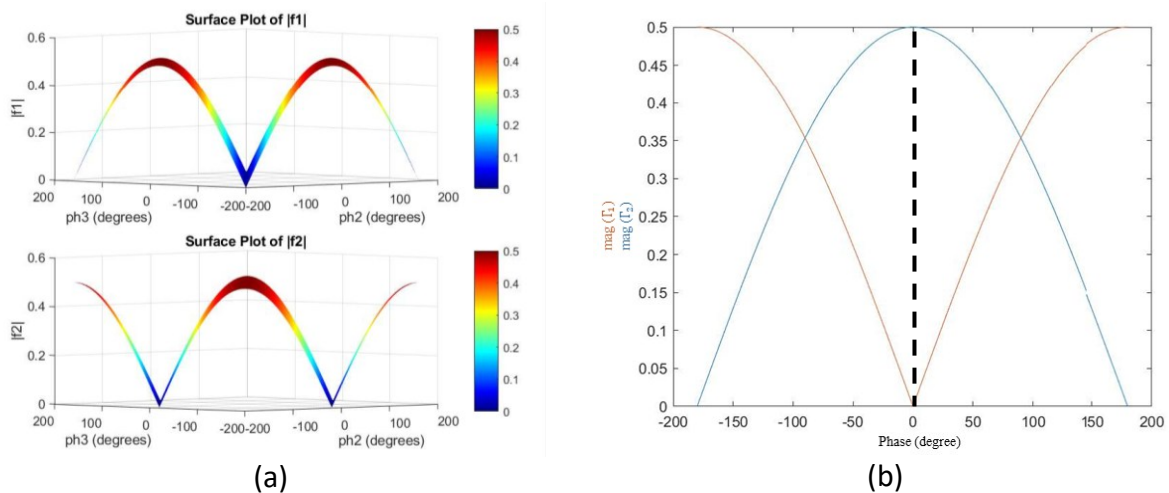 Surface Plot of |f1|
0.6
0.4
0.2
0
|f1|
200 100 0 -100 -200-200 -100 0 100 200
ph3 (degrees) ph2 (degrees)
0.5
0.4
0.3
0.2
0.1
0
Surface Plot of |f2|
0.6
0.4
0.2
0
|f2|
200 100 0 -100 -200-200 -100 0 100 200
ph3 (degrees) ph2 (degrees)
0.5
0.4
0.3
0.2
0.1
0
(a)
0.5
0.45
0.4
0.35
0.3
0.25
0.2
0.15
0.1
0.05
0
mag (Γ₁)
mag (Γ₂)
-200 -150 -100 -50 0 50 100 150 200
Phase (degree)
(b)